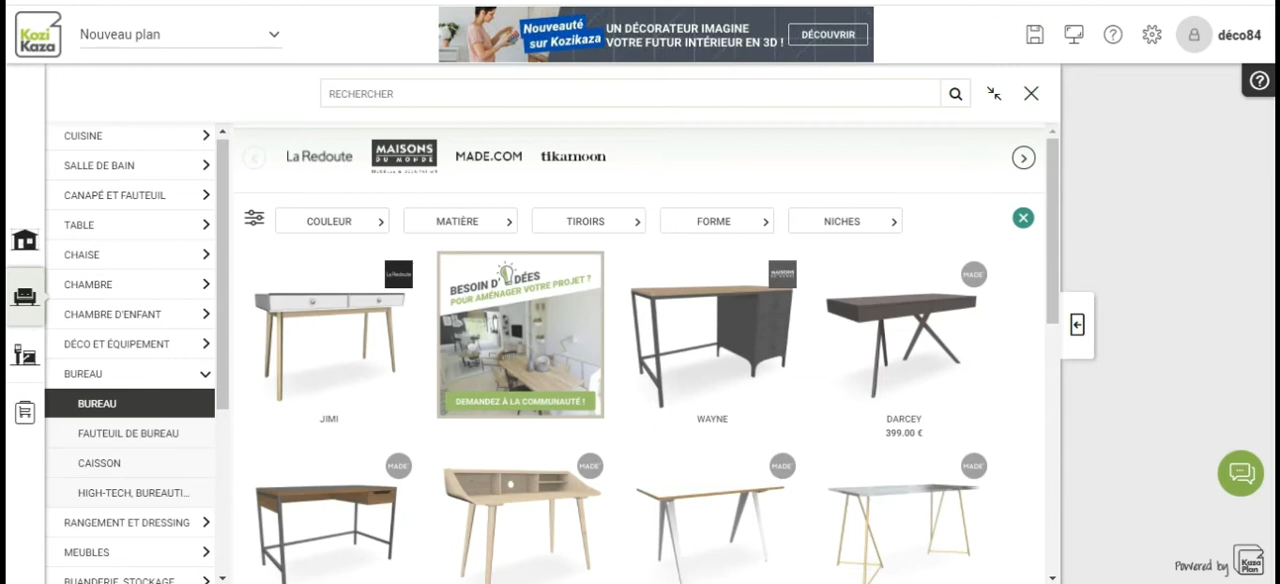 Kozi
Kaza
Nouveau plan
Nouveauté
sur Kozikaza
UN DÉCORATEUR IMAGINE
VOTRE FUTUR INTÉRIEUR EN 3D !
DÉCOUVRIR
déco84
RECHERCHER
CUISINE
SALLE DE BAIN
CANAPÉ ET FAUTEUIL
TABLE
CHAISE
CHAMBRE
CHAMBRE D'ENFANT
DÉCO ET ÉQUIPEMENT
BUREAU
BUREAU
FAUTEUIL DE BUREAU
CAISSON
HIGH-TECH, BUREAUTI...
RANGEMENT ET DRESSING
MEUBLES
BUANDERIE, STOCKAGE
La Redoute
MAISONS
DU MONDE
MADE.COM
tikamoon
COULEUR
MATIÈRE
TIROIRS
FORME
NICHES
La Redoute
BESOIN D'IDÉES
POUR AMÉNAGER VOTRE PROJET ?
DEMANDEZ À LA COMMUNAUTÉ !
MAISONS
DU MONDE
MADE
JIMI
WAYNE
DARCEY
399.00 €
MADE
MADE
MADE
MADE
Powered by
Kaza
Plan